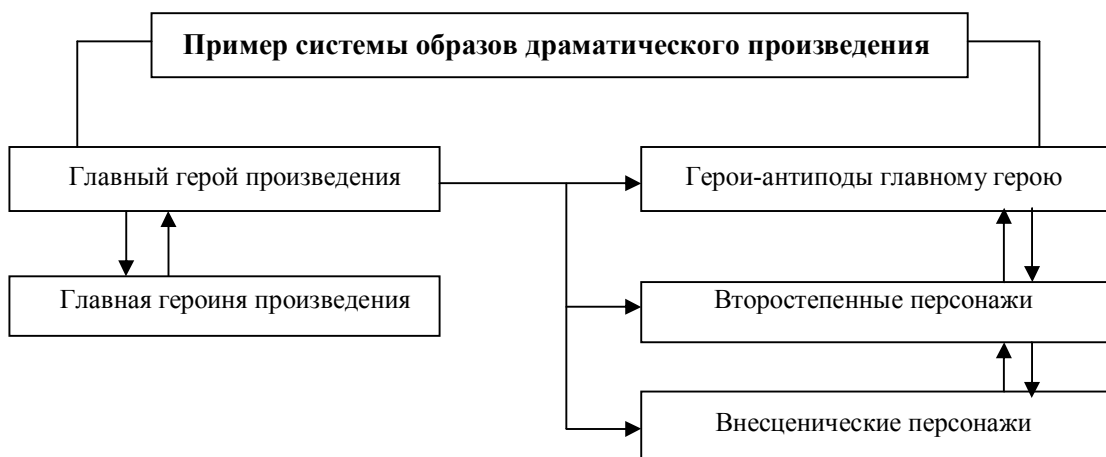 Пример системы образов драматического произведения
Главный герой произведения
Герои-антиподы главному герою
Главная героиня произведения
Второстепенные персонажи
Внесценические персонажи